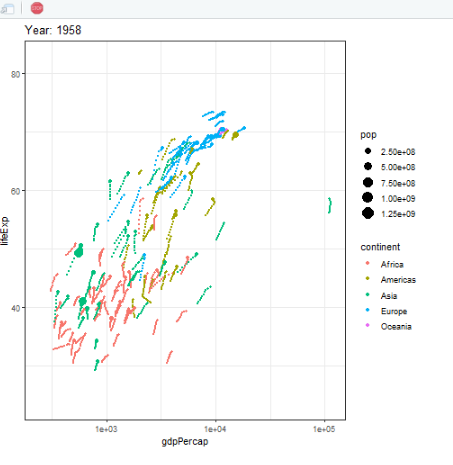 STOP
Year: 1958
lifeExp
80
60
40
1e+03
1e+04
1e+05
gdpPercap
pop
2.50e+08
5.00e+08
7.50e+08
1.00e+09
1.25e+09
continent
Africa
Americas
Asia
Europe
Oceania